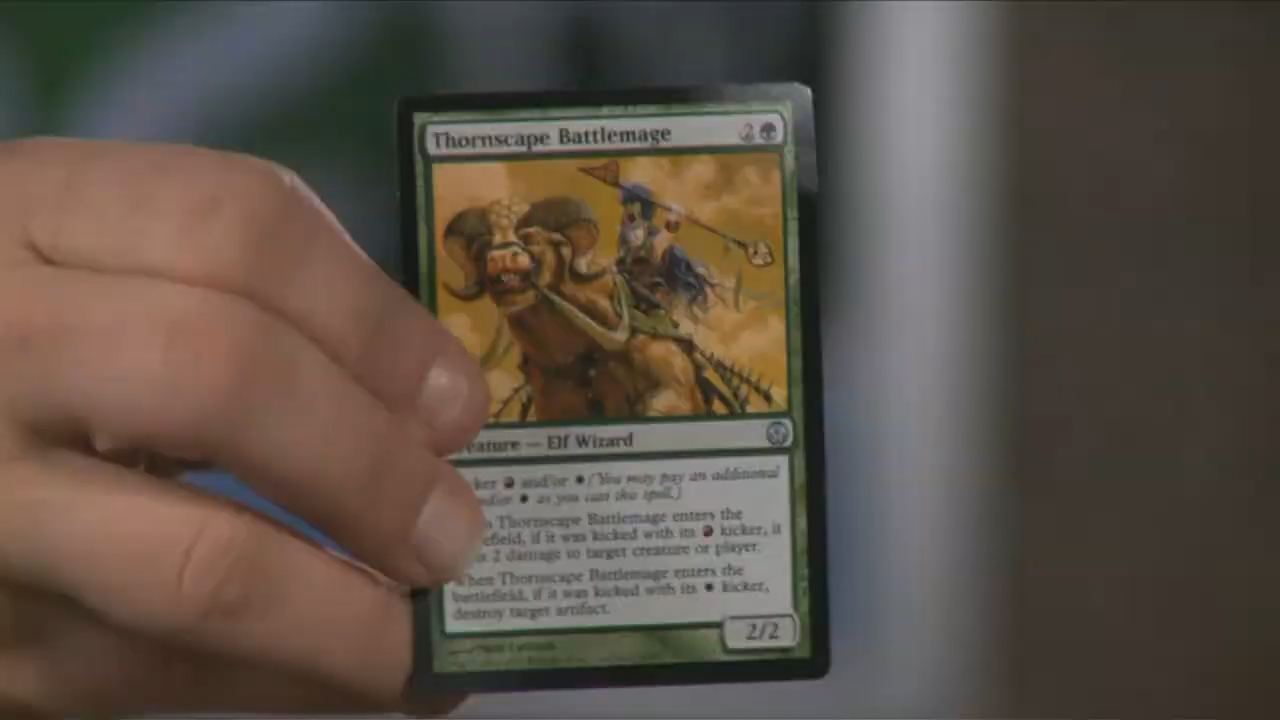 Thornscape Battlemage 2
reature — Elf Wizard
ker and/or (You may pay an additional
and/or as you cast this spell.)
Thornscape Battlemage enters the
lefield, if it was kicked with its kicker, it
s 2 damage to target creature or player.
When Thornscape Battlemage enters the
battlefield, if it was kicked with its kicker,
destroy target artifact.
2/2